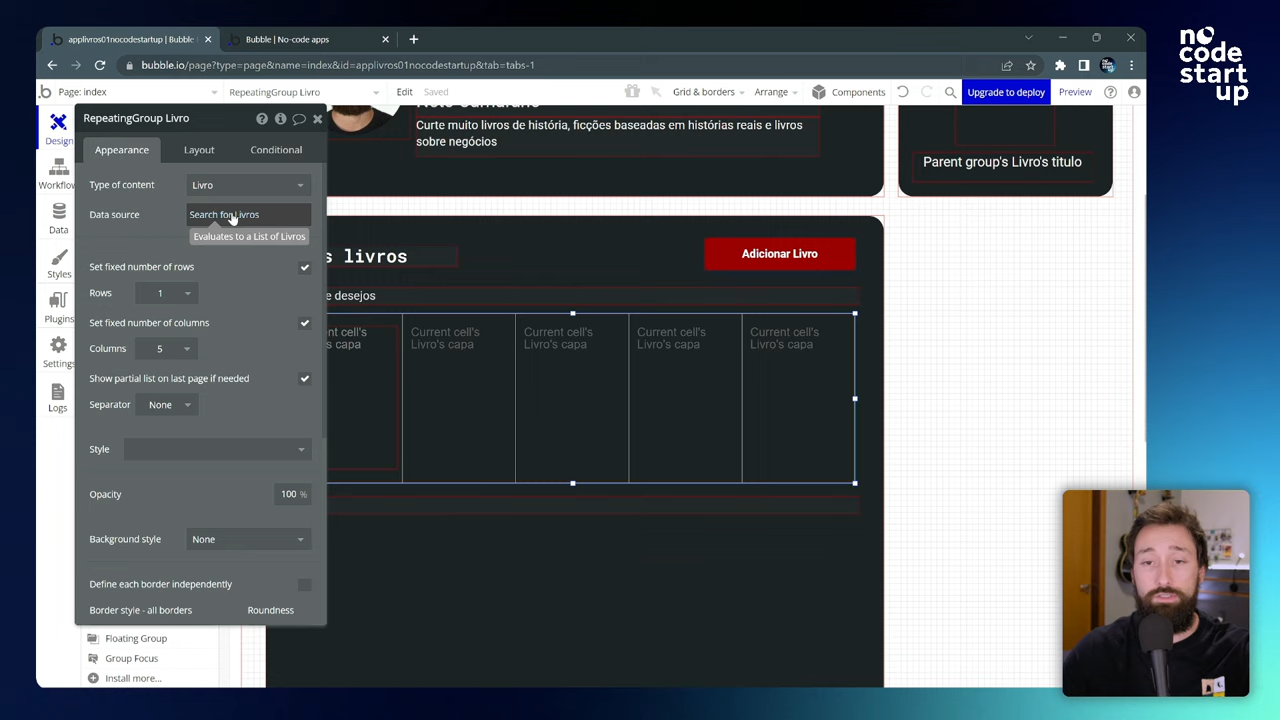 no
code
start
up
applivros01nocodestartup | Bubble
Bubble | No-code apps
bubble.io/page?type=page&name=index&id=applivros01nocodestartup&tab=tabs-1
Page: index
RepeatingGroup Livro
Edit
Saved
Grid & borders
Arrange
Components
Upgrade to deploy
Preview
RepeatingGroup Livro
Appearance
Layout
Conditional
Type of content
Livro
Data source
Search for Livros
Evaluates to a List of Livros
Set fixed number of rows
Rows
1
Set fixed number of columns
Columns
5
Show partial list on last page if needed
Separator
None
Style
Opacity
100 %
Background style
None
Define each border independently
Border style - all borders
Roundness
Design
Workflow
Data
Styles
Plugins
Settings
Logs
Floating Group
Group Focus
Install more...
Curte muito livros de história, ficções baseadas em histórias reais e livros
sobre negócios
Parent group's Livro's titulo
s livros
Adicionar Livro
e desejos
nt cell's
's capa
Current cell's
Livro's capa
Current cell's
Livro's capa
Current cell's
Livro's capa
Current cell's
Livro's capa